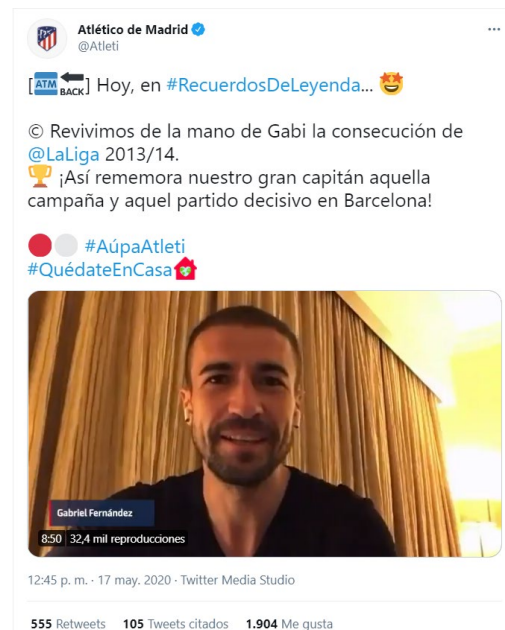 Atlético de Madrid
@Atleti
[ATM BACK] Hoy, en #RecuerdosDeLeyenda...
© Revivimos de la mano de Gabi la consecución de
@LaLiga 2013/14.
¡Así rememora nuestro gran capitán aquella
campaña y aquel partido decisivo en Barcelona!
#AúpaAtleti
#QuédateEnCasa
Gabriel Fernández
8:50 32,4 mil reproducciones
12:45 p. m. · 17 may. 2020 · Twitter Media Studio
555 Retweets 105 Tweets citados 1.904 Me gusta